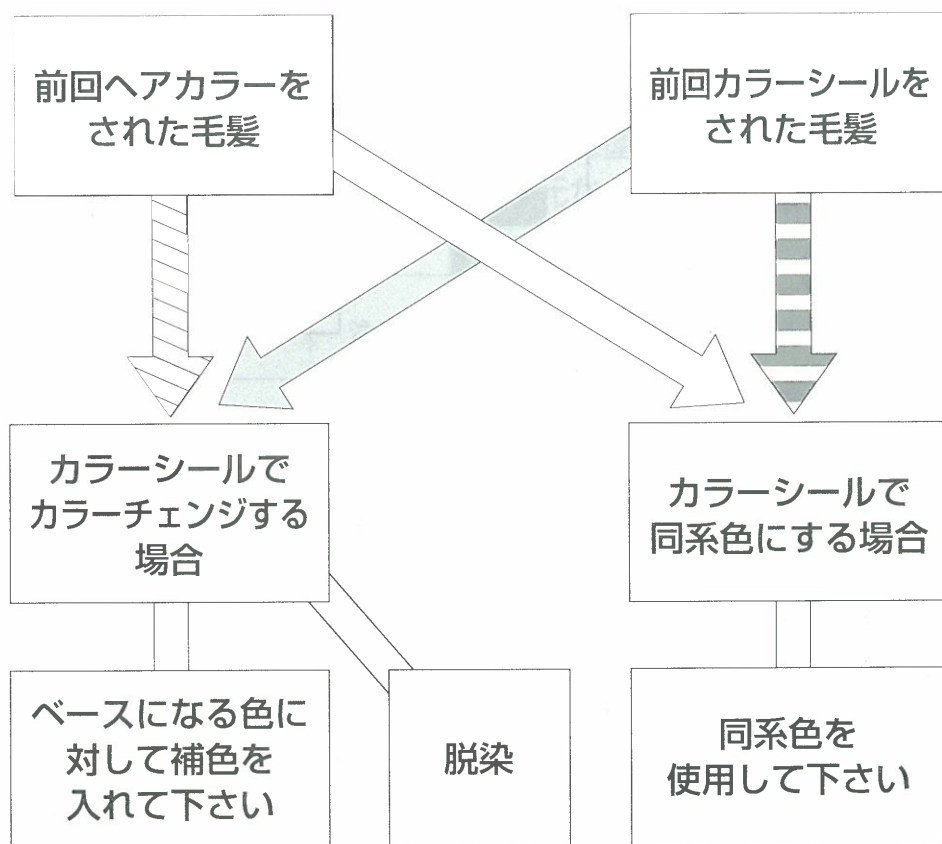 前回ヘアカラーを
された毛髪
前回カラーシールを
された毛髪
カラーシールで
カラーチェンジする
場合
カラーシールで
同系色にする場合
ベースになる色に
対して補色を
入れて下さい
脱染
同系色を
使用して下さい